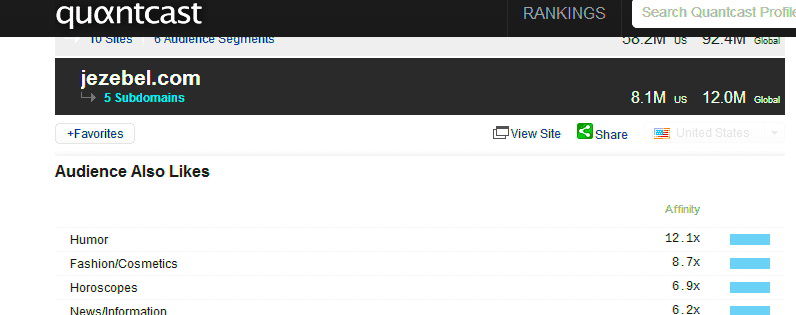 quantcast RANKINGS Search Quantcast Profile
10 Sites 6 Audience Segments 58.2M US 92.4M Global
jezebel.com
5 Subdomains 8.1M US 12.0M Global
+Favorites View Site Share United States
Audience Also Likes
Affinity
Humor 12.1x
Fashion/Cosmetics 8.7x
Horoscopes 6.9x
News/Information 6.2x